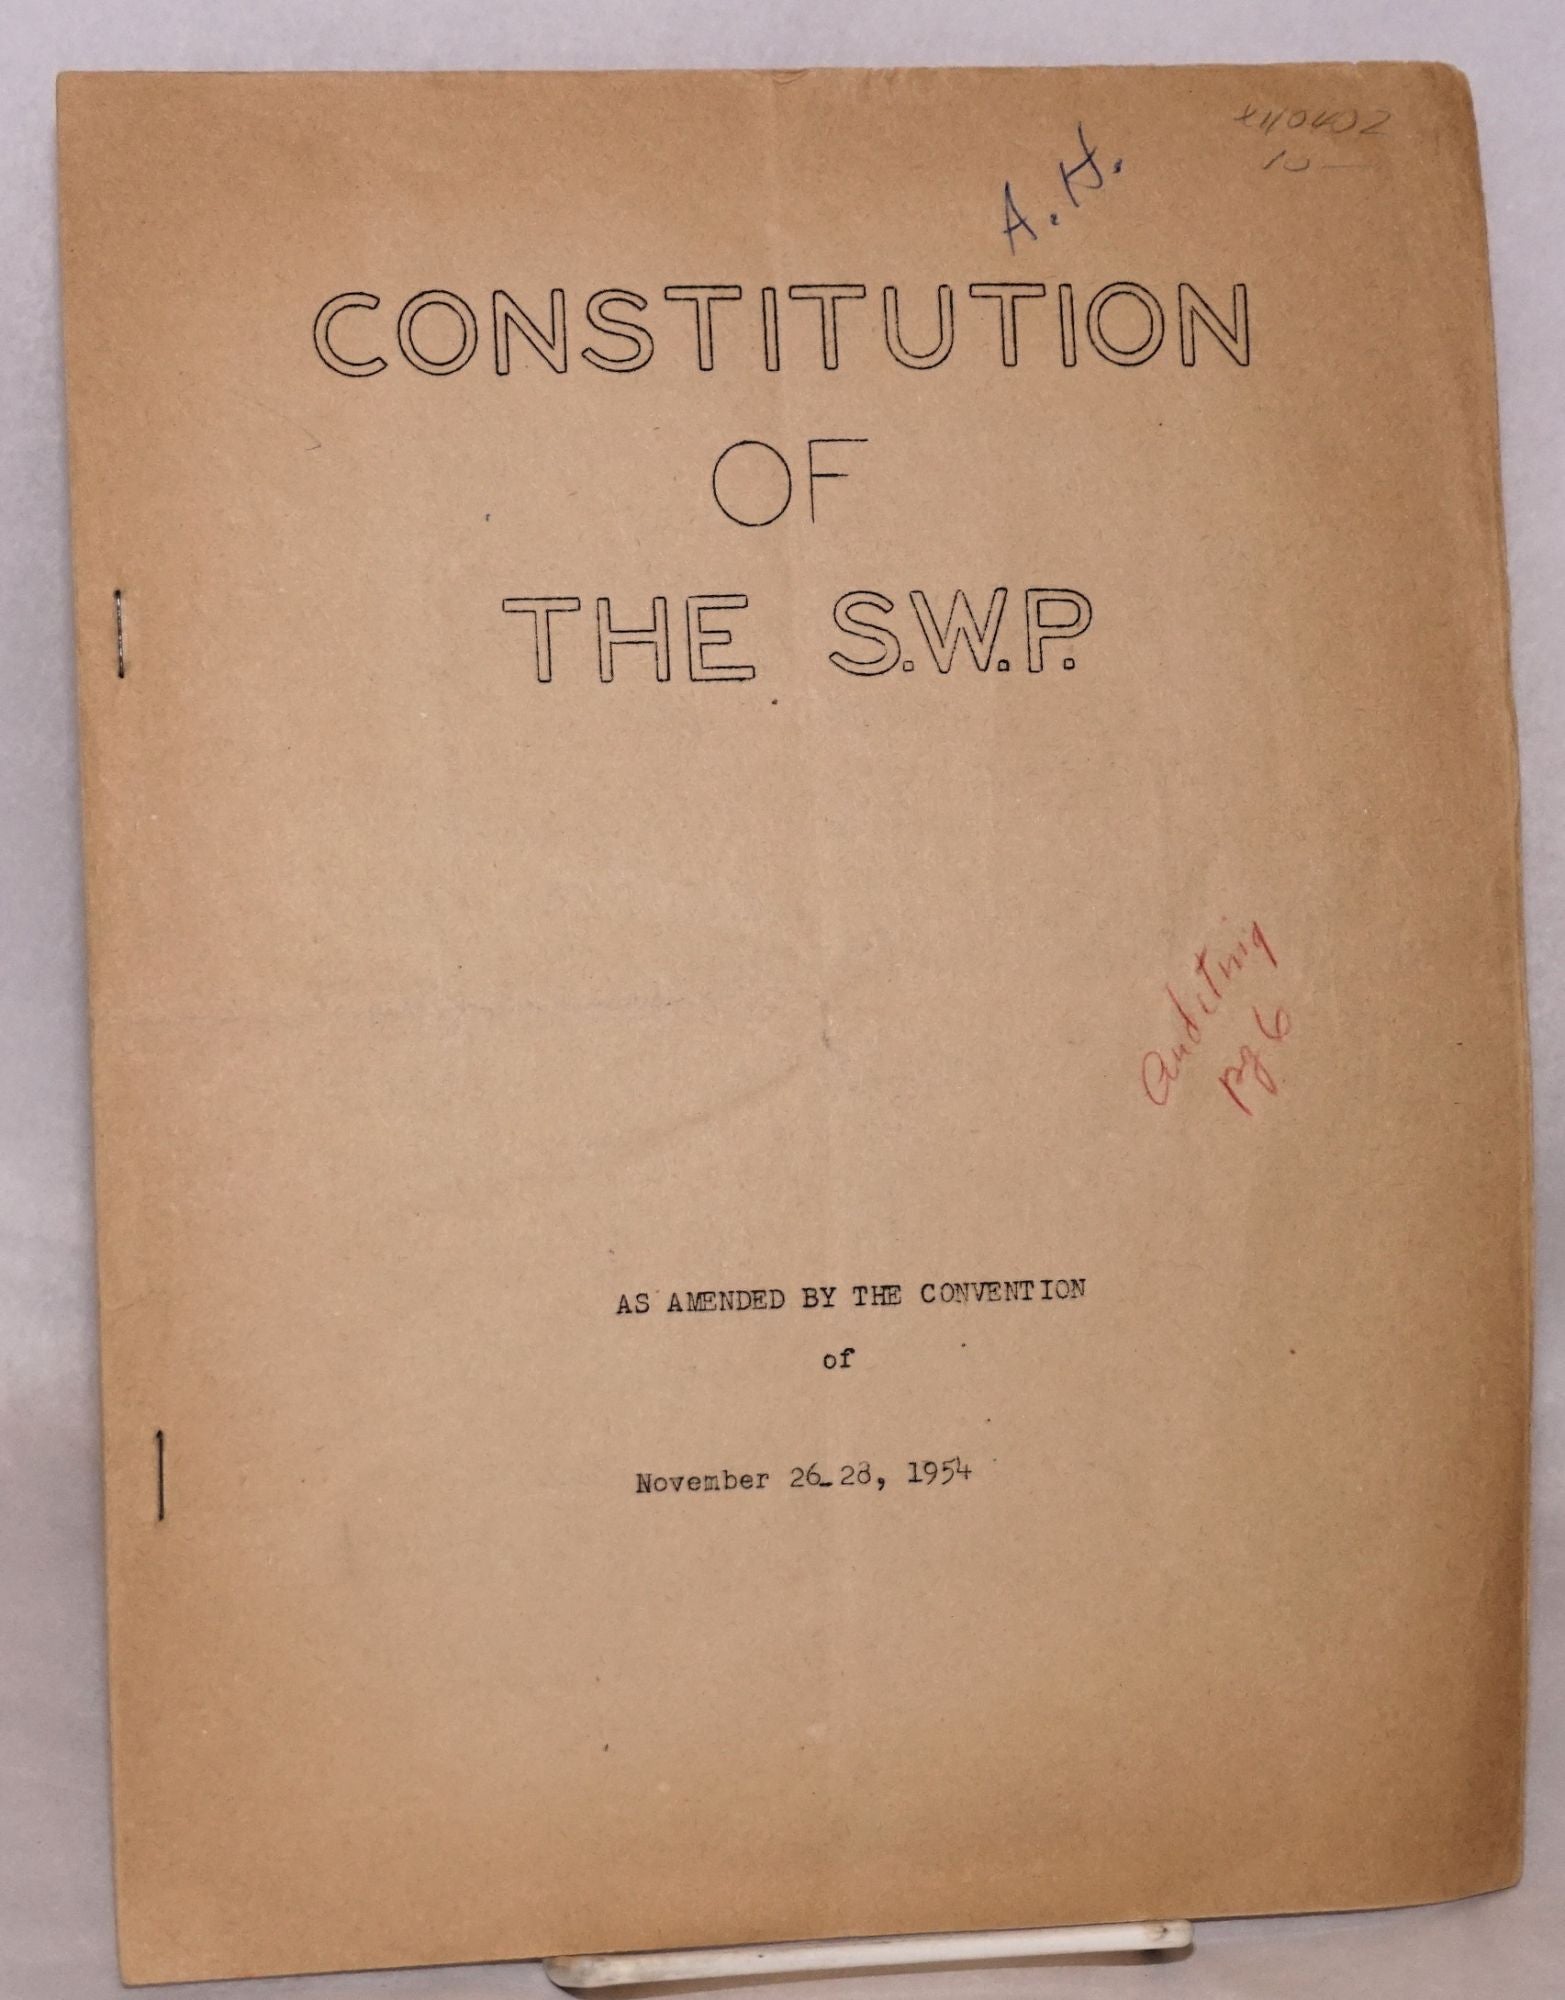 A.H.
CONSTITUTION
OF
THE S.W.P.
auditing
pg 6
AS AMENDED BY THE CONVENTION
of
November 26-28, 1954